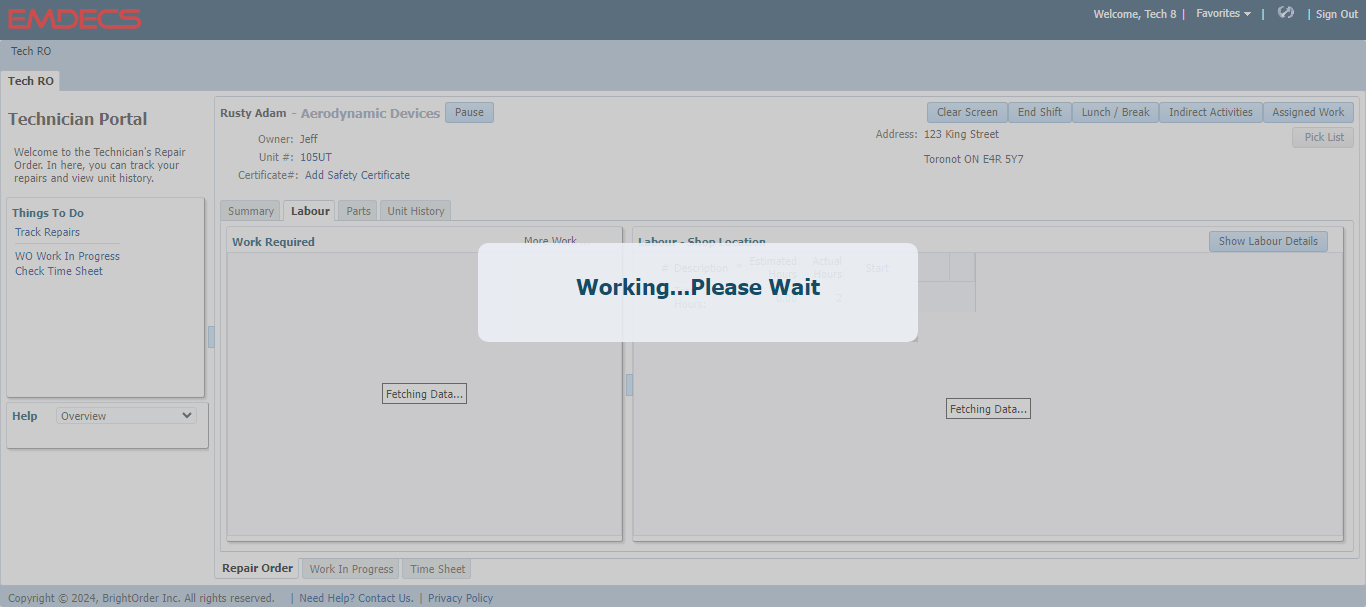 EMDECS
Welcome, Tech 8 | Favorites | | Sign Out
Tech RO
Tech RO
Technician Portal
Welcome to the Technician's Repair
Order. In here, you can track your
repairs and view unit history.
Things To Do
Track Repairs
WO Work In Progress
Check Time Sheet
Help Overview
Rusty Adam - Aerodynamic Devices Pause
Clear Screen End Shift Lunch / Break Indirect Activities Assigned Work
Owner: Jeff
Unit #: 105UT
Certificate#: Add Safety Certificate
Address: 123 King Street
Toronot ON E4R 5Y7
Pick List
Summary Labour Parts Unit History
Work Required More Work
Fetching Data...
Labour - Shop Location Show Labour Details
# Description Estimated Hours Actual Hours Start
Working...Please Wait
Fetching Data...
Repair Order Work In Progress Time Sheet
Copyright © 2024, BrightOrder Inc. All rights reserved. | Need Help? Contact Us. | Privacy Policy